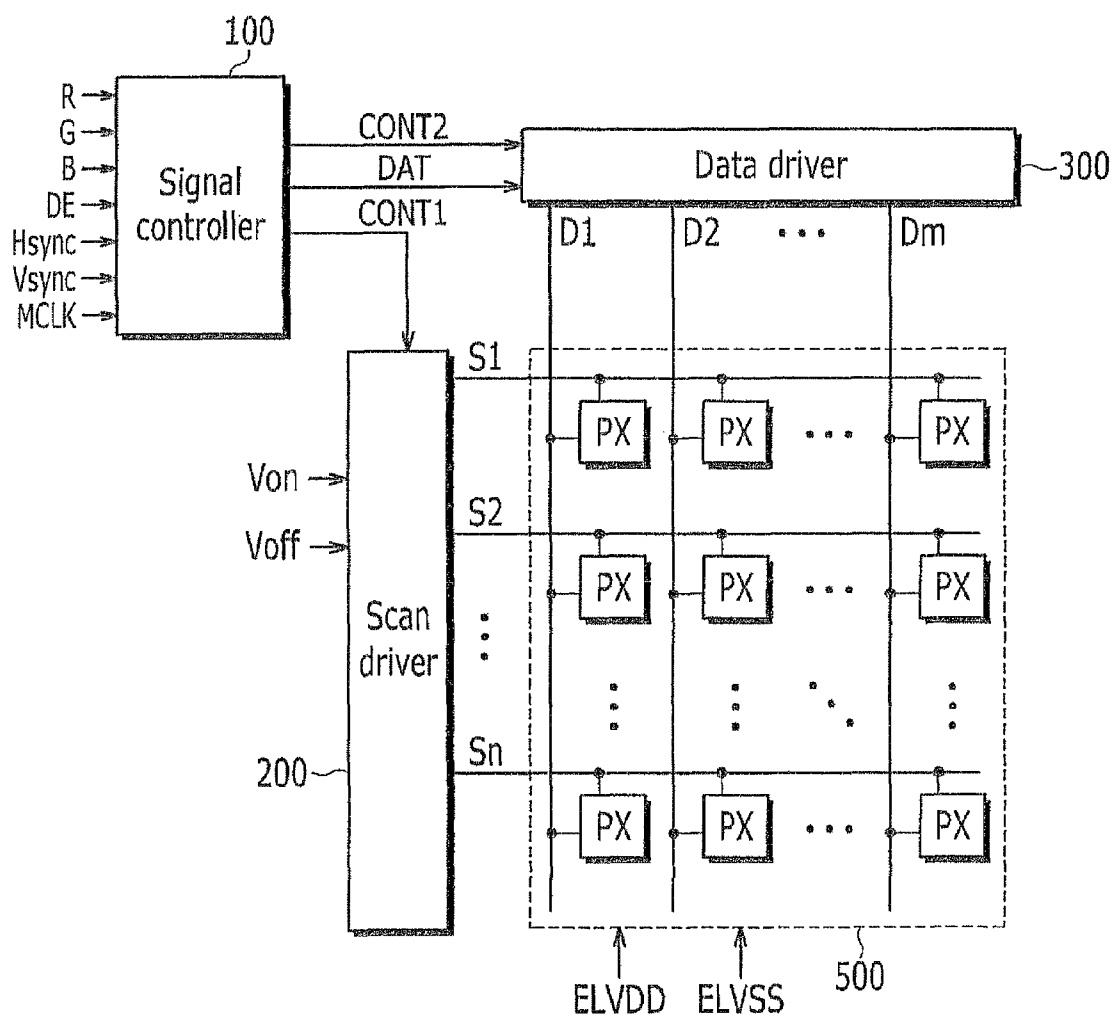 100
R
G
B
DE
Hsync
Vsync
MCLK
Signal
controller
CONT2
DAT
CONT1
Data driver
300
D1 D2 Dm
S1
PX PX PX
Von
Voff
S2
PX PX PX
Scan
driver
Sn
200
PX PX PX
500
ELVDD ELVSS